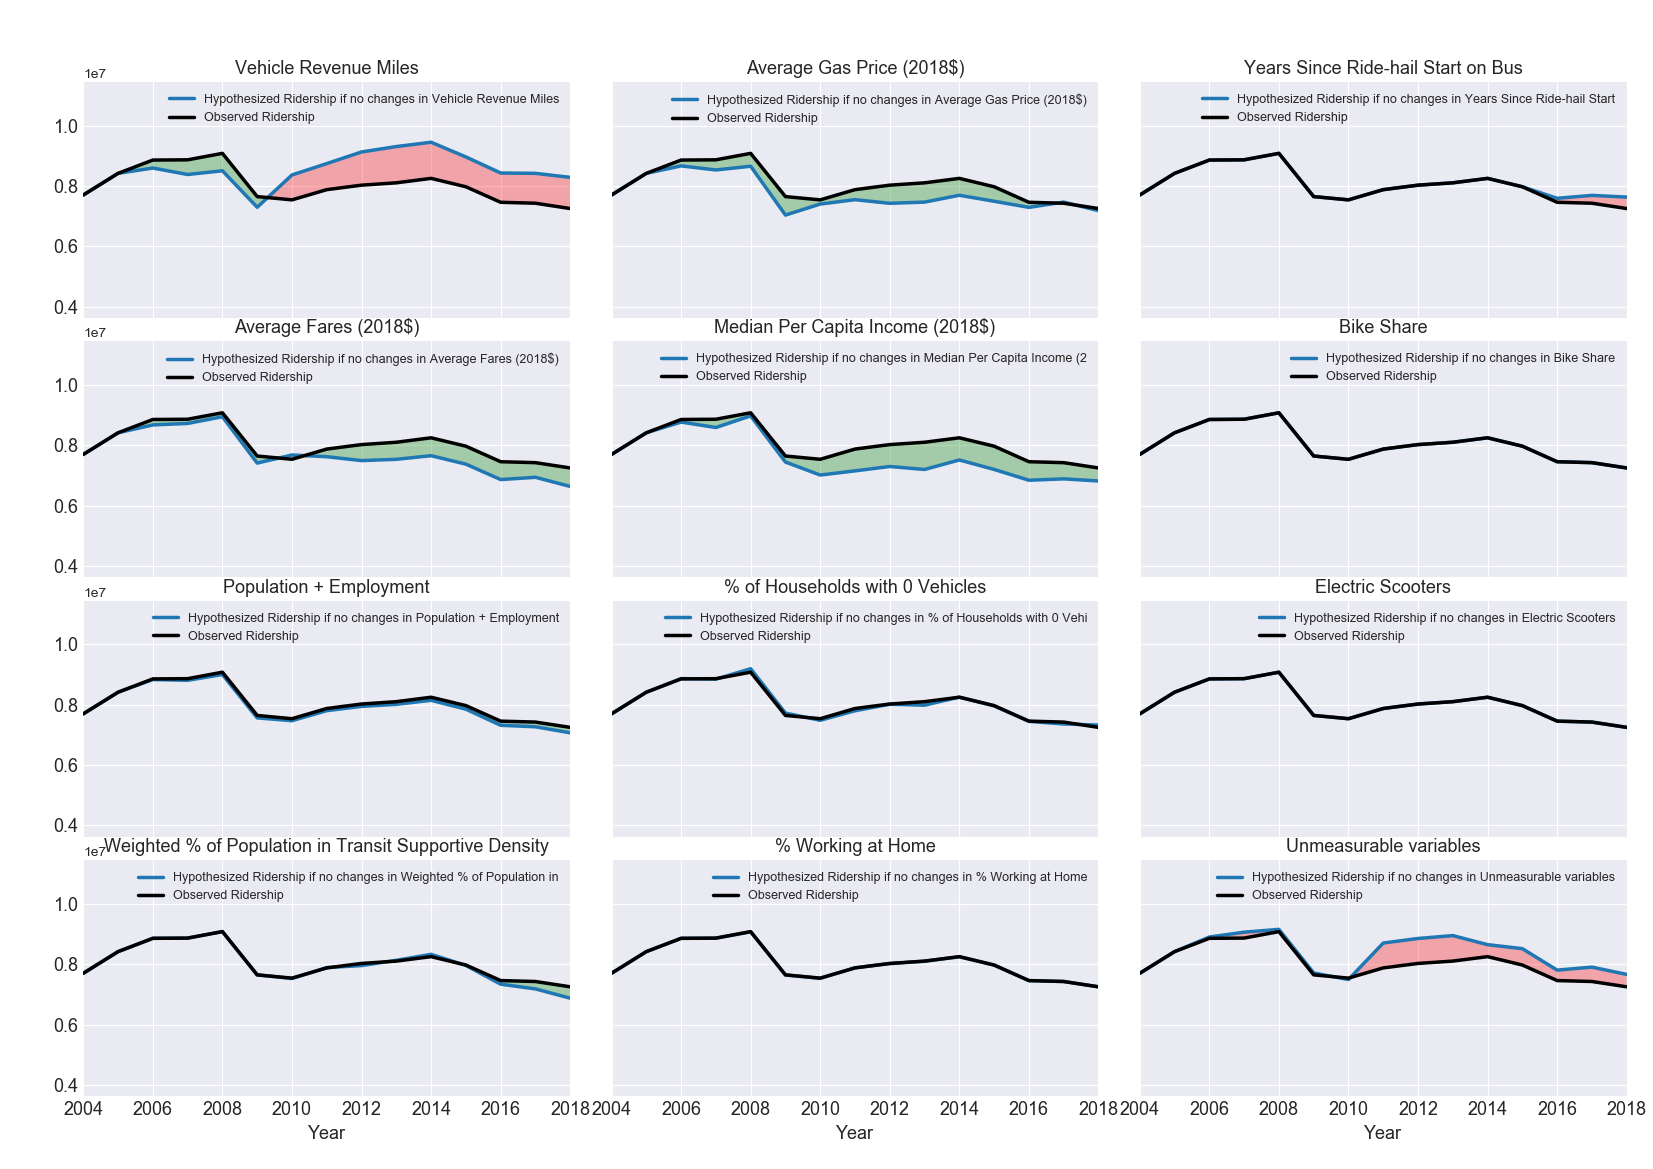 Vehicle Revenue Miles
1e7
Hypothesized Ridership if no changes in Vehicle Revenue Miles
Observed Ridership
1.0
0.8
0.6
0.4
Average Gas Price (2018$)
Hypothesized Ridership if no changes in Average Gas Price (2018$)
Observed Ridership
Years Since Ride-hail Start on Bus
Hypothesized Ridership if no changes in Years Since Ride-hail Start
Observed Ridership
Average Fares (2018$)
1e7
Hypothesized Ridership if no changes in Average Fares (2018$)
Observed Ridership
1.0
0.8
0.6
0.4
Median Per Capita Income (2018$)
Hypothesized Ridership if no changes in Median Per Capita Income (2
Observed Ridership
Bike Share
Hypothesized Ridership if no changes in Bike Share
Observed Ridership
Population + Employment
1e7
Hypothesized Ridership if no changes in Population + Employment
Observed Ridership
1.0
0.8
0.6
0.4
% of Households with 0 Vehicles
Hypothesized Ridership if no changes in % of Households with 0 Vehi
Observed Ridership
Electric Scooters
Hypothesized Ridership if no changes in Electric Scooters
Observed Ridership
Weighted % of Population in Transit Supportive Density
1e7
Hypothesized Ridership if no changes in Weighted % of Population in
Observed Ridership
1.0
0.8
0.6
0.4
2004 2006 2008 2010 2012 2014 2016 2018
Year
% Working at Home
Hypothesized Ridership if no changes in % Working at Home
Observed Ridership
2004 2006 2008 2010 2012 2014 2016 2018
Year
Unmeasurable variables
Hypothesized Ridership if no changes in Unmeasurable variables
Observed Ridership
2004 2006 2008 2010 2012 2014 2016 2018
Year